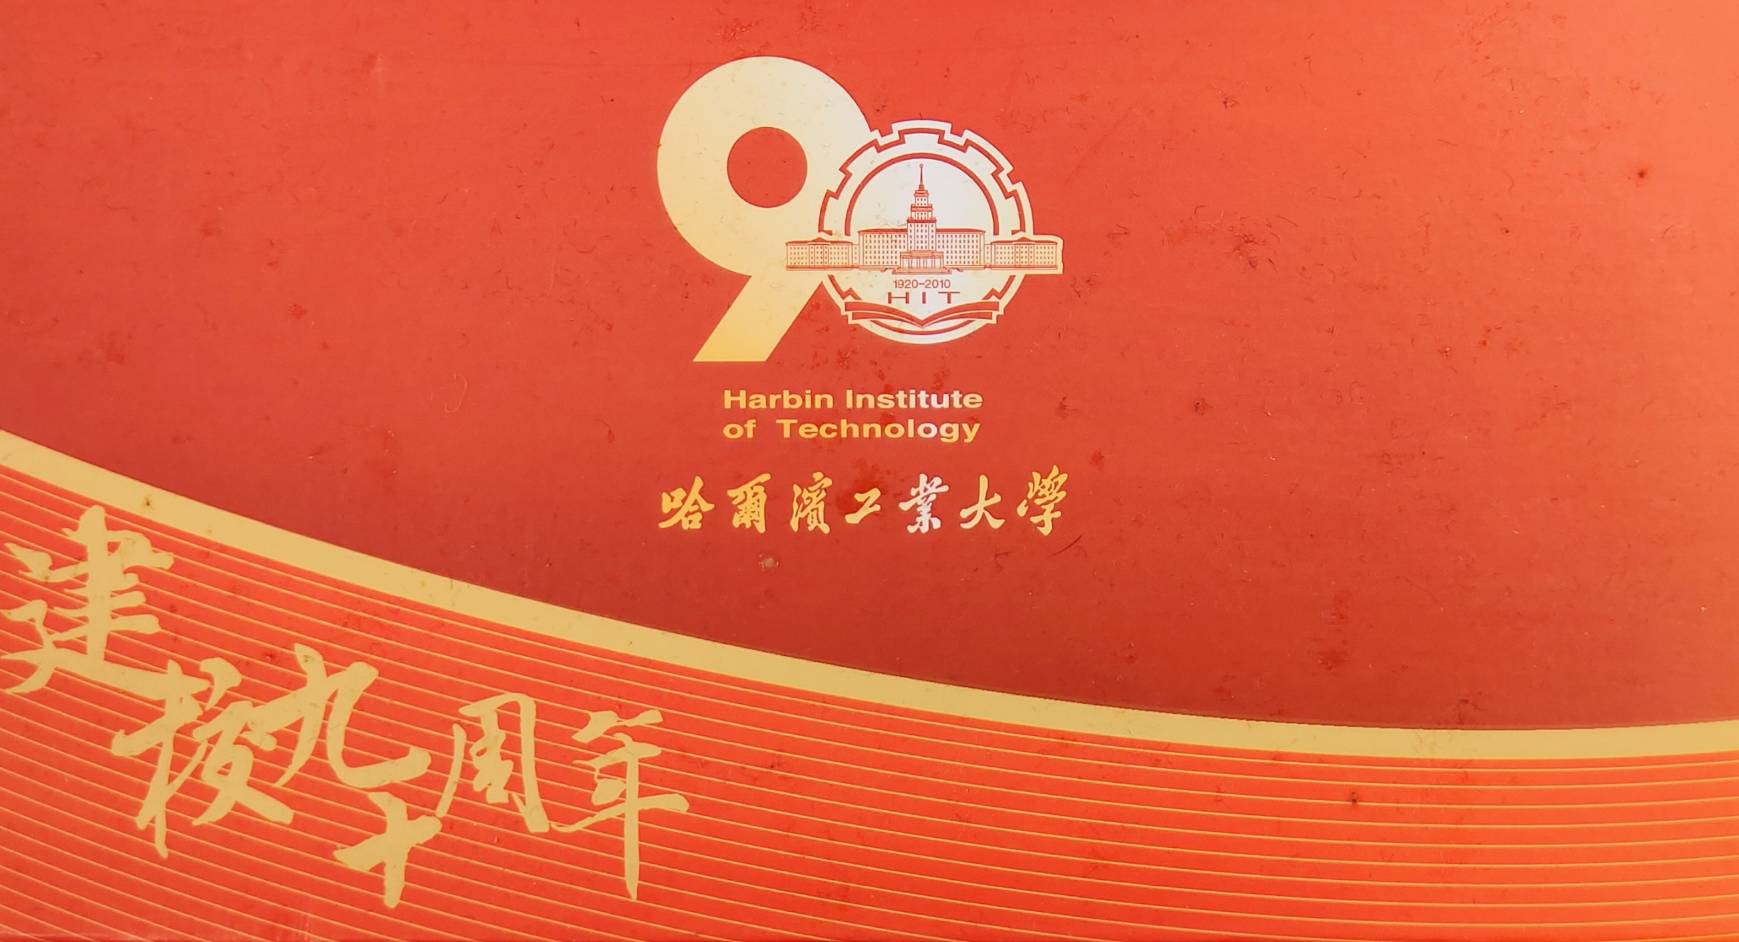 90
1920-2010
HIT
Harbin Institute
of Technology
哈爾濱工業大學
建校九十周年